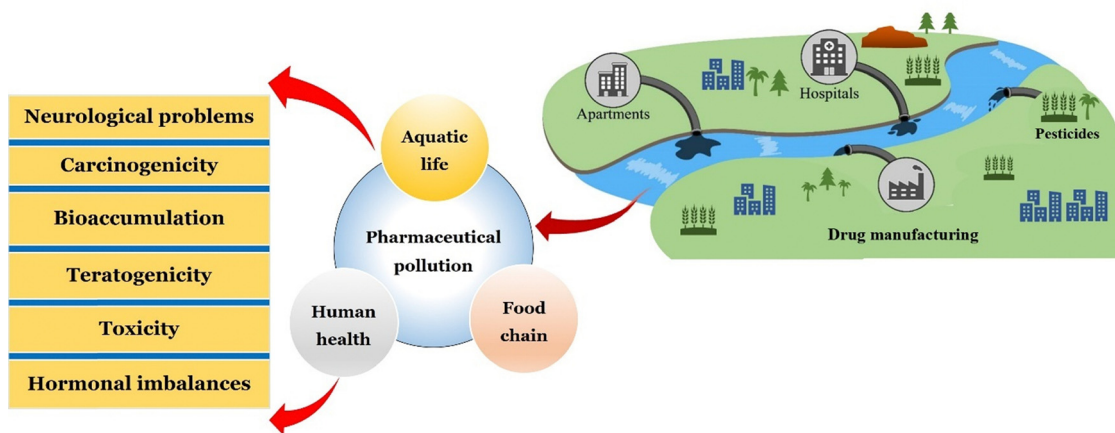 Neurological problems
Carcinogenicity
Bioaccumulation
Teratogenicity
Toxicity
Hormonal imbalances
Aquatic
life
Pharmaceutical
pollution
Human
health
Food
chain
Apartments
Hospitals
Pesticides
Drug manufacturing